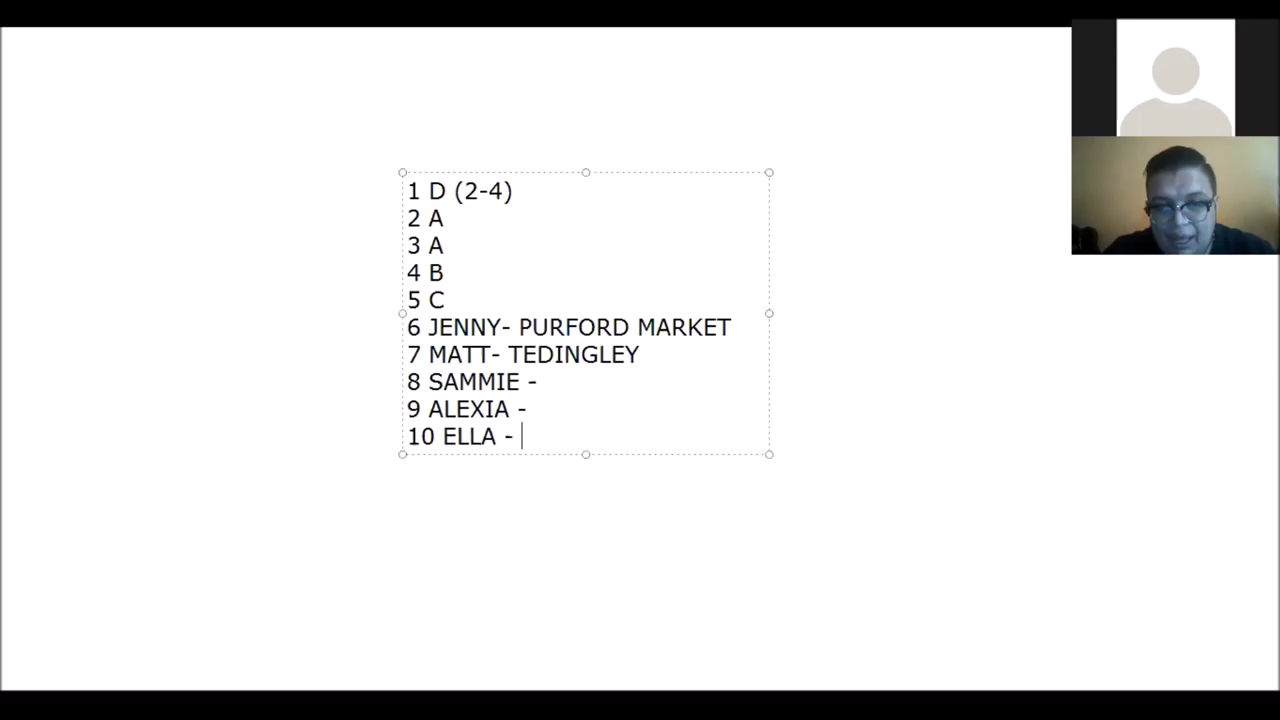 1 D (2-4)
2 A
3 A
4 B
5 C
6 JENNY- PURFORD MARKET
7 MATT- TEDINGLEY
8 SAMMIE -
9 ALEXIA -
10 ELLA -